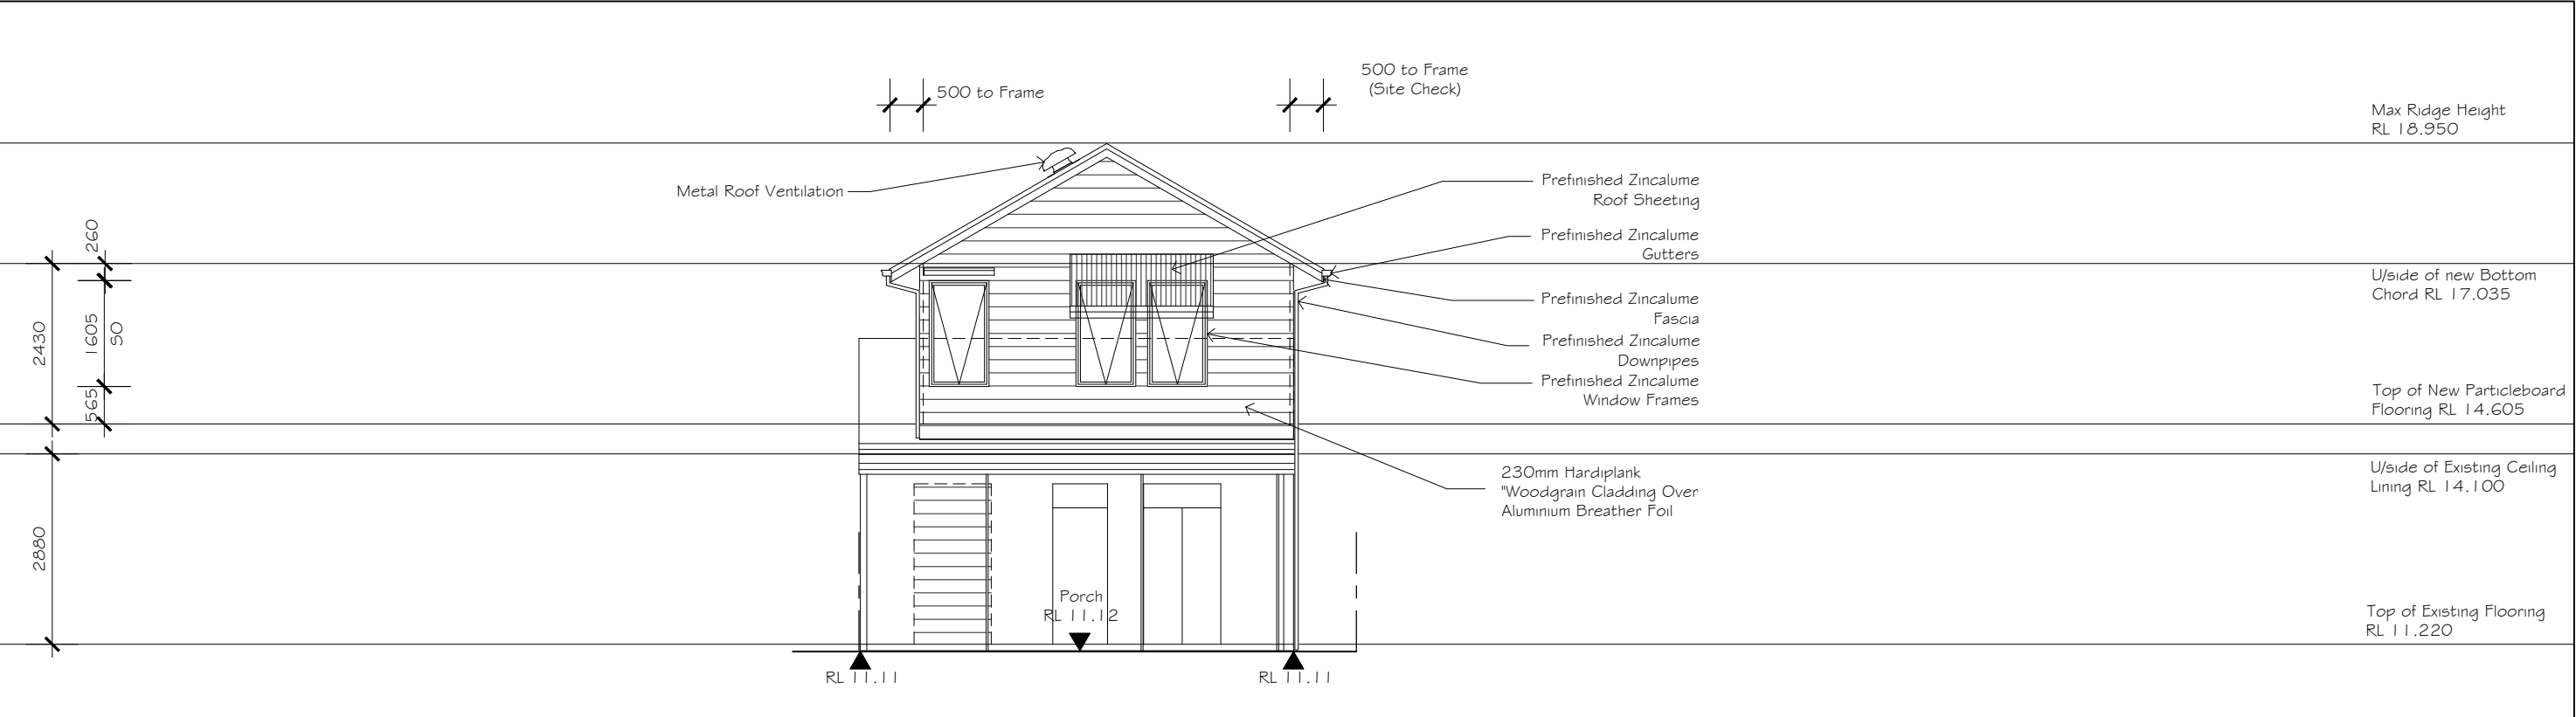 500 to Frame
500 to Frame
(Site Check)
Max Ridge Height
RL 18.950
Metal Roof Ventilation
Prefinished Zincalume
Roof Sheeting
Prefinished Zincalume
Gutters
260
U/side of new Bottom
Chord RL 17.035
Prefinished Zincalume
Fascia
2430
1605
SO
Prefinished Zincalume
Downpipes
Prefinished Zincalume
Window Frames
565
Top of New Particleboard
Flooring RL 14.605
230mm Hardiplank
"Woodgrain Cladding Over
Aluminium Breather Foil
U/side of Existing Ceiling
Lining RL 14.100
2880
Porch
RL 11.12
Top of Existing Flooring
RL 11.220
RL 11.11
RL 11.11